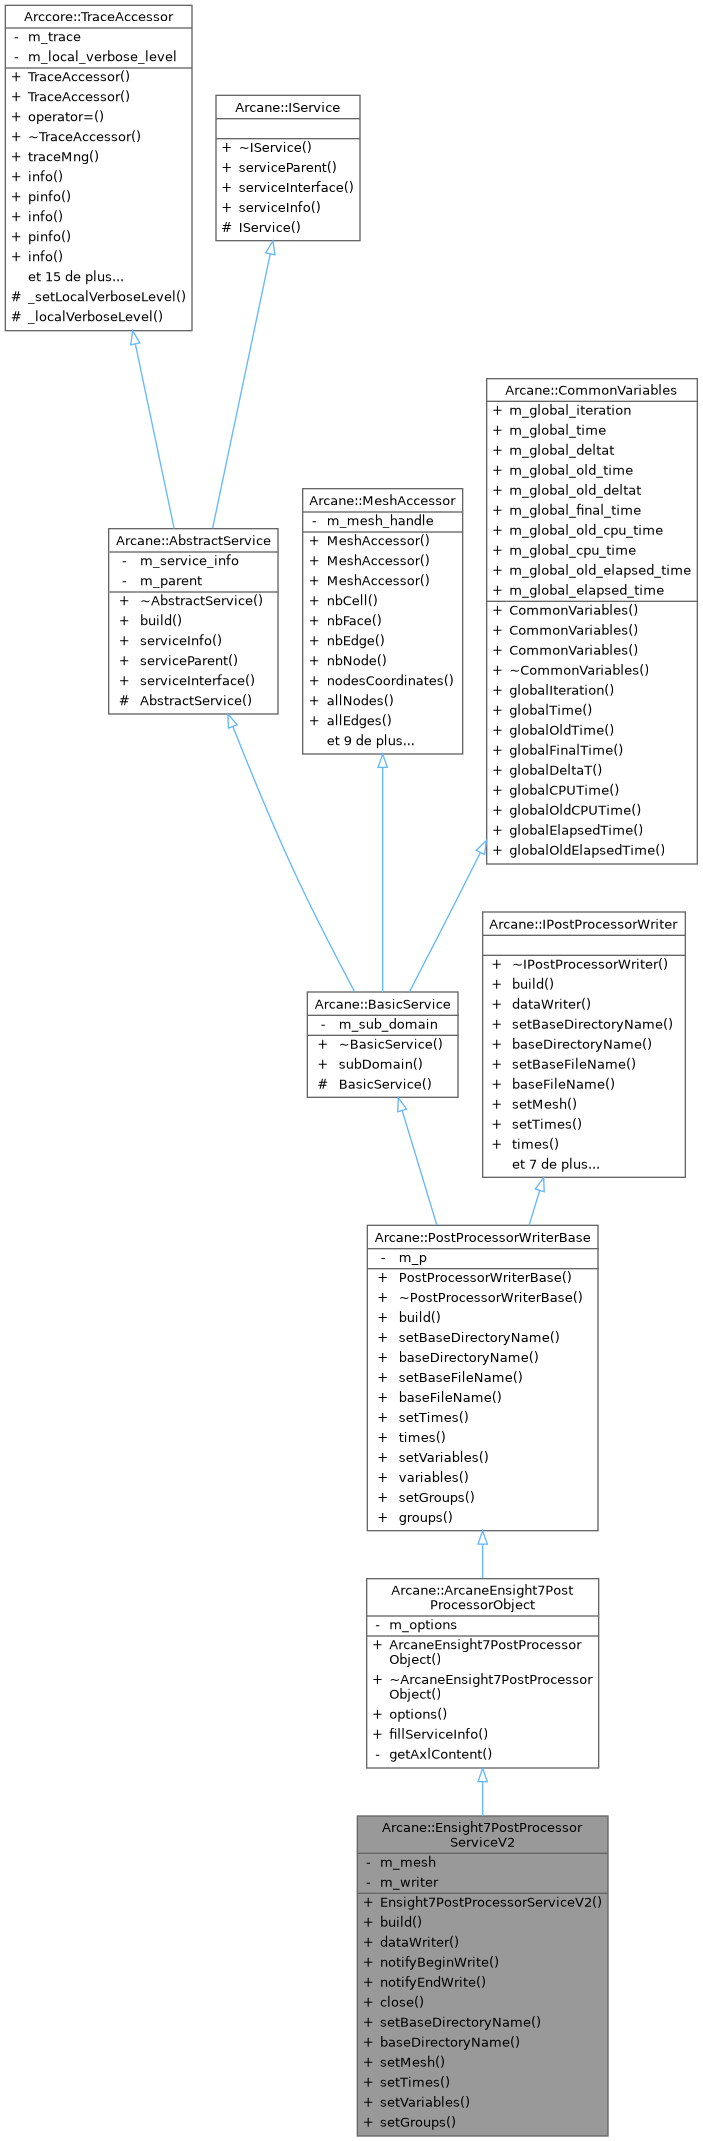 Arccore::TraceAccessor
- m_trace
- m_local_verbose_level
+ TraceAccessor()
+ TraceAccessor()
+ operator=()
+ ~TraceAccessor()
+ traceMng()
+ info()
+ pinfo()
+ info()
+ pinfo()
+ info()
et 15 de plus...
# _setLocalVerboseLevel()
# _localVerboseLevel()
Arcane::IService
+ ~IService()
+ serviceParent()
+ serviceInterface()
+ serviceInfo()
# IService()
Arcane::AbstractService
- m_service_info
- m_parent
+ ~AbstractService()
+ build()
+ serviceInfo()
+ serviceParent()
+ serviceInterface()
# AbstractService()
Arcane::MeshAccessor
- m_mesh_handle
+ MeshAccessor()
+ MeshAccessor()
+ MeshAccessor()
+ nbCell()
+ nbFace()
+ nbEdge()
+ nbNode()
+ nodesCoordinates()
+ allNodes()
+ allEdges()
et 9 de plus...
Arcane::CommonVariables
+ m_global_iteration
+ m_global_time
+ m_global_deltat
+ m_global_old_time
+ m_global_old_deltat
+ m_global_final_time
+ m_global_old_cpu_time
+ m_global_cpu_time
+ m_global_old_elapsed_time
+ m_global_elapsed_time
+ CommonVariables()
+ CommonVariables()
+ CommonVariables()
+ ~CommonVariables()
+ globalIteration()
+ globalTime()
+ globalOldTime()
+ globalFinalTime()
+ globalDeltaT()
+ globalCPUTime()
+ globalOldCPUTime()
+ globalElapsedTime()
+ globalOldElapsedTime()
Arcane::BasicService
- m_sub_domain
+ ~BasicService()
+ subDomain()
# BasicService()
Arcane::IPostProcessorWriter
+ ~IPostProcessorWriter()
+ build()
+ dataWriter()
+ setBaseDirectoryName()
+ baseDirectoryName()
+ setBaseFileName()
+ baseFileName()
+ setMesh()
+ setTimes()
+ times()
et 7 de plus...
Arcane::PostProcessorWriterBase
- m_p
+ PostProcessorWriterBase()
+ ~PostProcessorWriterBase()
+ build()
+ setBaseDirectoryName()
+ baseDirectoryName()
+ setBaseFileName()
+ baseFileName()
+ setTimes()
+ times()
+ setVariables()
+ variables()
+ setGroups()
+ groups()
Arcane::ArcaneEnsight7Post
ProcessorObject
- m_options
+ ArcaneEnsight7PostProcessor
Object()
+ ~ArcaneEnsight7PostProcessor
Object()
+ options()
+ fillServiceInfo()
- getAxlContent()
Arcane::Ensight7PostProcessor
ServiceV2
- m_mesh
- m_writer
+ Ensight7PostProcessorServiceV2()
+ build()
+ dataWriter()
+ notifyBeginWrite()
+ notifyEndWrite()
+ close()
+ setBaseDirectoryName()
+ baseDirectoryName()
+ setMesh()
+ setTimes()
+ setVariables()
+ setGroups()